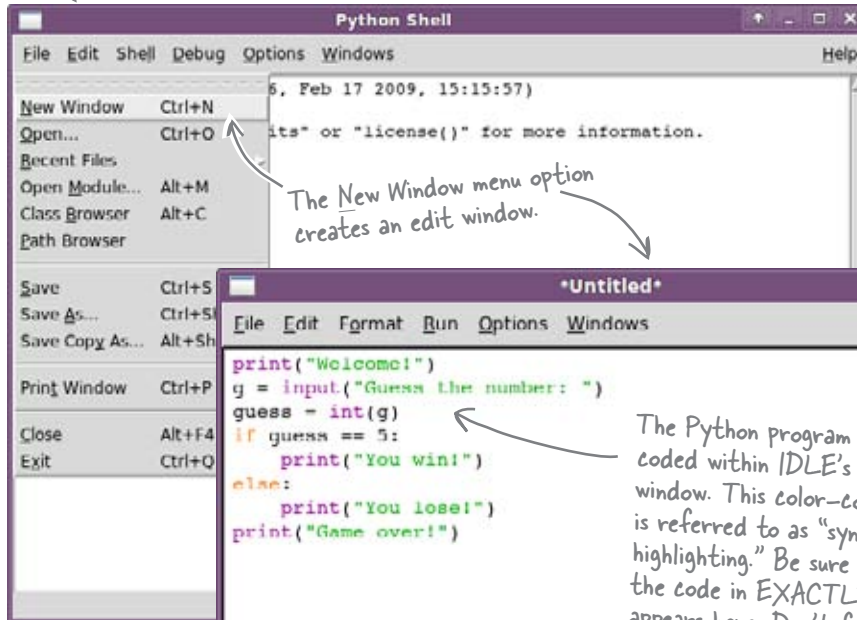 Python Shell
File Edit Shell Debug Options Windows Help
New Window Ctrl+N
Open... Ctrl+O
Recent Files
Open Module... Alt+M
Class Browser Alt+C
Path Browser
Save Ctrl+S
Save As...
Save Copy As...
Print Window Ctrl+P
Close Alt+F4
Exit Ctrl+Q
6, Feb 17 2009, 15:15:57)
its" or "license()" for more information.
The New Window menu option
creates an edit window.
*Untitled*
File Edit Format Run Options Windows
print("Welcome!")
g = input("Guess the number: ")
guess = int(g)
if guess == 5:
    print("You win!")
else:
    print("You lose!")
print("Game over!")
The Python program
coded within IDLE's
window. This color-co
is referred to as "syn
highlighting." Be sure
the code in EXACTL